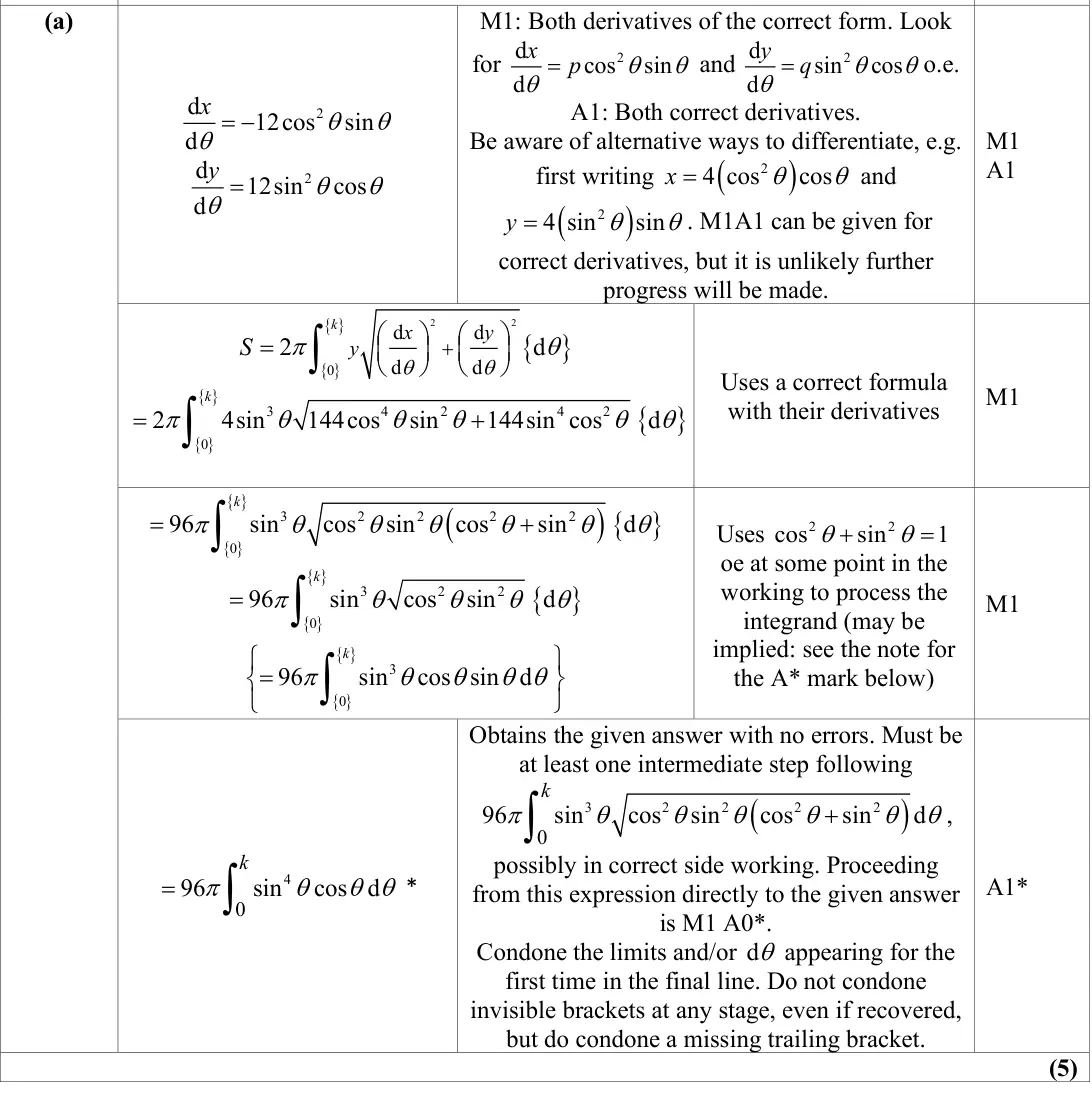 (a)
dx/dθ = −12cos²θ sinθ
dy/dθ = 12sin²θ cosθ
M1: Both derivatives of the correct form. Look
for dx/dθ = p cos²θ sinθ and dy/dθ = q sin²θ cosθ o.e.
A1: Both correct derivatives.
Be aware of alternative ways to differentiate, e.g.
first writing x = 4(cos²θ)cosθ and
y = 4(sin²θ)sinθ. M1A1 can be given for
correct derivatives, but it is unlikely further
progress will be made.
M1
A1
S = 2π∫_{0}^{k} y√((dx/dθ)² + (dy/dθ)²) {dθ}
= 2π∫_{0}^{k} 4sin³θ√(144cos⁴θ sin²θ + 144sin⁴ cos²θ) {dθ}
Uses a correct formula
with their derivatives
M1
= 96π∫_{0}^{k} sin³θ√(cos²θ sin²θ(cos²θ + sin²θ)) {dθ}
= 96π∫_{0}^{k} sin³θ√(cos²θ sin²θ) {dθ}
{= 96π∫_{0}^{k} sin³θ cosθ sinθ dθ}
Uses cos²θ + sin²θ = 1
oe at some point in the
working to process the
integrand (may be
implied: see the note for
the A* mark below)
M1
= 96π∫_0^k sin⁴θ cosθ dθ *
Obtains the given answer with no errors. Must be
at least one intermediate step following
96π∫_0^k sin³θ√(cos²θ sin²θ(cos²θ + sin²θ)) dθ,
possibly in correct side working. Proceeding
from this expression directly to the given answer
is M1 A0*.
Condone the limits and/or dθ appearing for the
first time in the final line. Do not condone
invisible brackets at any stage, even if recovered,
but do condone a missing trailing bracket.
A1*
(5)